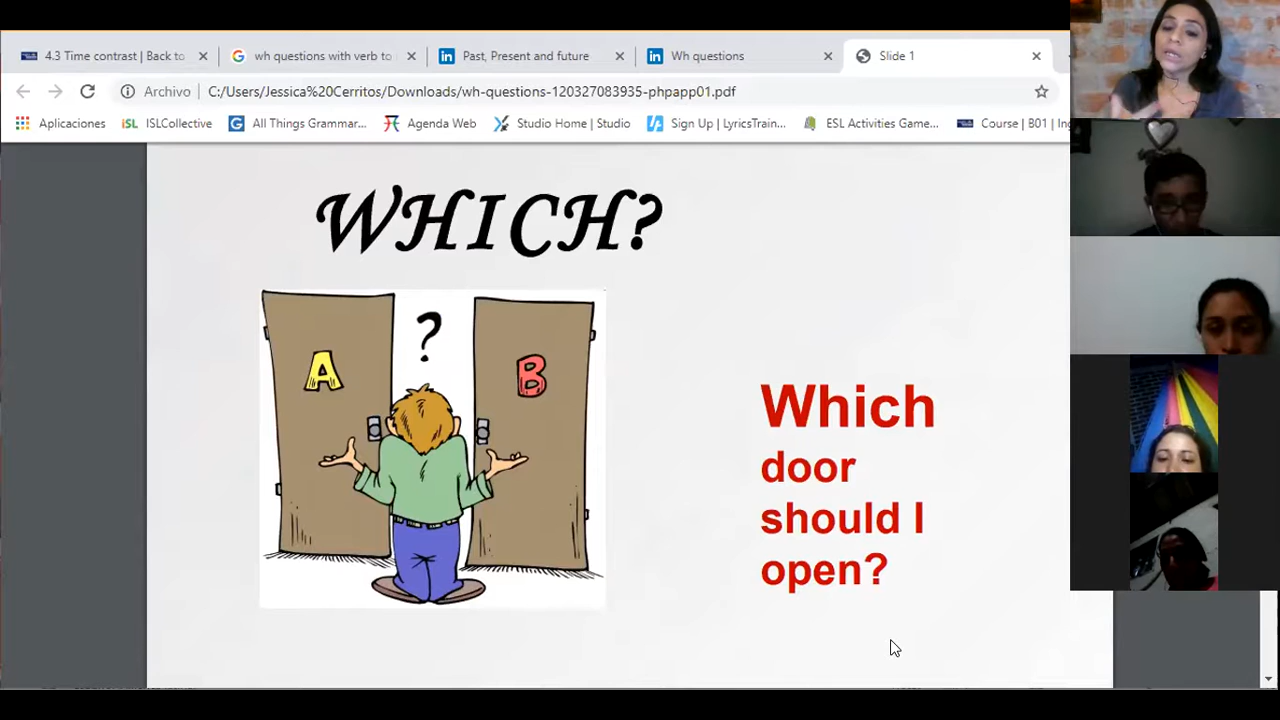 4.3 Time contrast | Back to
wh questions with verb to
Past, Present and future
Wh questions
Slide 1
Archivo
C:/Users/Jessica%20Cerritos/Downloads/wh-questions-120327083935-phpapp01.pdf
Aplicaciones
iSL ISLCollective
All Things Grammar...
Agenda Web
Studio Home | Studio
Sign Up | LyricsTrain...
ESL Activities Game...
Course | B01 | Ing
WHICH?
?
A
B
Which
door
should I
open?